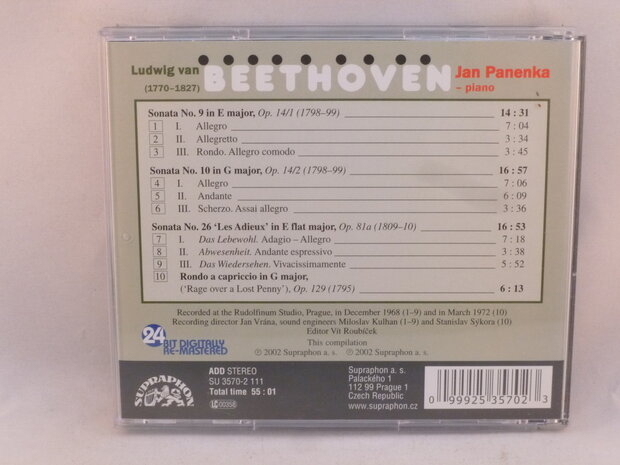 Ludwig van
(1770–1827)
BEETHOVEN
Jan Panenka
– piano
Sonata No. 9 in E major, Op. 14/1 (1798–99) 14 : 31
1 I. Allegro 7 : 04
2 II. Allegretto 3 : 34
3 III. Rondo. Allegro comodo 3 : 45
Sonata No. 10 in G major, Op. 14/2 (1798–99) 16 : 57
4 I. Allegro 7 : 06
5 II. Andante 6 : 09
6 III. Scherzo. Assai allegro 3 : 36
Sonata No. 26 ‘Les Adieux’ in E flat major, Op. 81a (1809–10) 16 : 53
7 I. Das Lebewohl. Adagio – Allegro 7 : 18
8 II. Abwesenheit. Andante espressivo 3 : 38
9 III. Das Wiedersehen. Vivacissimamente 5 : 52
10 Rondo a capriccio in G major,
(‘Rage over a Lost Penny’), Op. 129 (1795) 6 : 13
Recorded at the Rudolfinum Studio, Prague, in December 1968 (1–9) and in March 1972 (10)
Recording director Jan Vrána, sound engineers Miloslav Kulhan (1–9) and Stanislav Sýkora (10)
Editor Vít Roubíček
This compilation
℗ 2002 Supraphon a. s. © 2002 Supraphon a. s.
24
BIT DIGITALLY
RE-MASTERED
SUPRAPHON
ADD STEREO
SU 3570-2 111
Total time 55 : 01
LC 00358
Supraphon a. s.
Palackého 1
112 99 Prague 1
Czech Republic
www.supraphon.cz
0 99925 35702 3